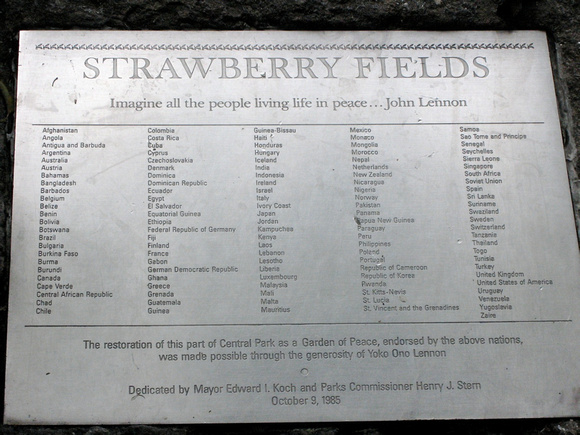 STRAWBERRY FIELDS
Imagine all the people living life in peace...John Lennon
Afghanistan
Angola
Antigua and Barbuda
Argentina
Australia
Austria
Bahamas
Bangladesh
Barbados
Belgium
Belize
Benin
Bolivia
Botswana
Brazil
Bulgaria
Burkina Faso
Burma
Burundi
Canada
Cape Verde
Central African Republic
Chad
Chile
Colombia
Costa Rica
Cuba
Cyprus
Czechoslovakia
Denmark
Dominica
Dominican Republic
Ecuador
Egypt
El Salvador
Equatorial Guinea
Ethiopia
Federal Republic of Germany
Fiji
Finland
France
Gabon
German Democratic Republic
Ghana
Greece
Grenada
Guatemala
Guinea
Guinea-Bissau
Haiti
Honduras
Hungary
Iceland
India
Indonesia
Ireland
Israel
Italy
Ivory Coast
Japan
Jordan
Kampuchea
Kenya
Laos
Lebanon
Lesotho
Liberia
Luxembourg
Malaysia
Mali
Malta
Mauritius
Mexico
Monaco
Mongolia
Morocco
Nepal
Netherlands
New Zealand
Nicaragua
Nigeria
Norway
Pakistan
Panama
Papua New Guinea
Paraguay
Peru
Philippines
Poland
Portugal
Republic of Cameroon
Republic of Korea
Rwanda
St. Kitts-Nevis
St. Lucia
St. Vincent and the Grenadines
Samoa
Sao Tome and Principe
Senegal
Seychelles
Sierra Leone
Singapore
South Africa
Soviet Union
Spain
Sri Lanka
Suriname
Swaziland
Sweden
Switzerland
Tanzania
Thailand
Togo
Tunisia
Turkey
United Kingdom
United States of America
Uruguay
Venezuela
Yugoslavia
Zaire
The restoration of this part of Central Park as a Garden of Peace, endorsed by the above nations,
was made possible through the generosity of Yoko Ono Lennon
Dedicated by Mayor Edward I. Koch and Parks Commissioner Henry J. Stern
October 9, 1985